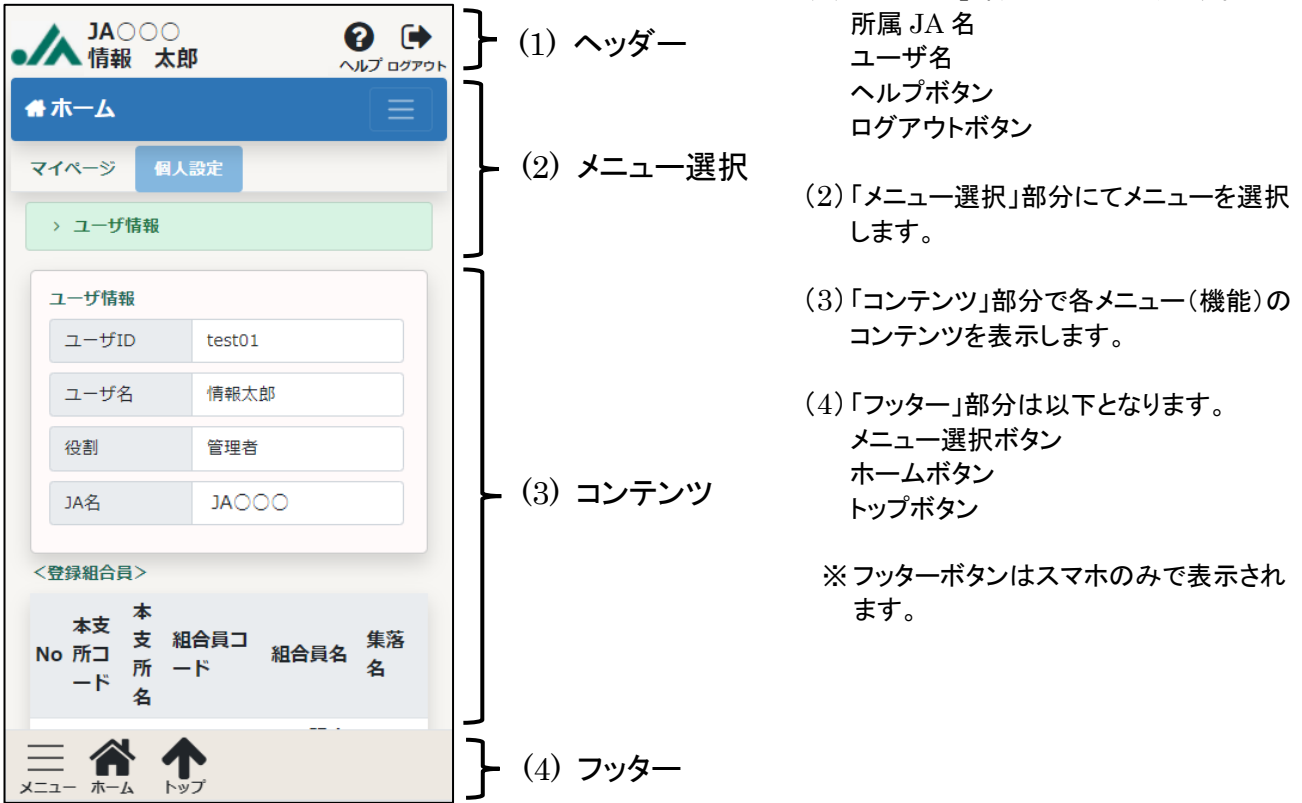 JA〇〇〇
情報　太郎
ヘルプ ログアウト
ホーム
マイページ 個人設定
> ユーザ情報
ユーザ情報
ユーザID test01
ユーザ名 情報太郎
役割 管理者
JA名 JA〇〇〇
＜登録組合員＞
No 本支所コード 本支所名 組合員コード 組合員名 集落名
メニュー ホーム トップ
(1) ヘッダー
(2) メニュー選択
(3) コンテンツ
(4) フッター
所属 JA 名
ユーザ名
ヘルプボタン
ログアウトボタン
（2）「メニュー選択」部分にてメニューを選択
します。
（3）「コンテンツ」部分で各メニュー（機能）の
コンテンツを表示します。
（4）「フッター」部分は以下となります。
メニュー選択ボタン
ホームボタン
トップボタン
※フッターボタンはスマホのみで表示され
ます。